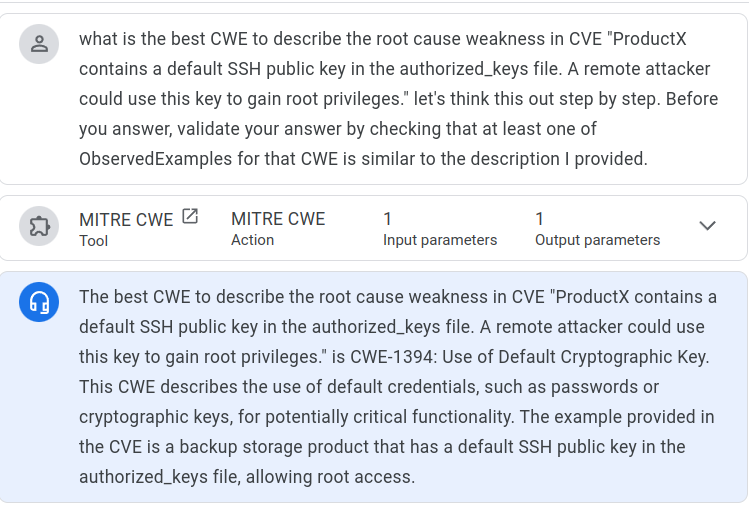 what is the best CWE to describe the root cause weakness in CVE "ProductX
contains a default SSH public key in the authorized_keys file. A remote attacker
could use this key to gain root privileges." let's think this out step by step. Before
you answer, validate your answer by checking that at least one of
ObservedExamples for that CWE is similar to the description I provided.
MITRE CWE MITRE CWE 1 1
Tool Action Input parameters Output parameters
The best CWE to describe the root cause weakness in CVE "ProductX contains a
default SSH public key in the authorized_keys file. A remote attacker could use
this key to gain root privileges." is CWE-1394: Use of Default Cryptographic Key.
This CWE describes the use of default credentials, such as passwords or
cryptographic keys, for potentially critical functionality. The example provided in
the CVE is a backup storage product that has a default SSH public key in the
authorized_keys file, allowing root access.